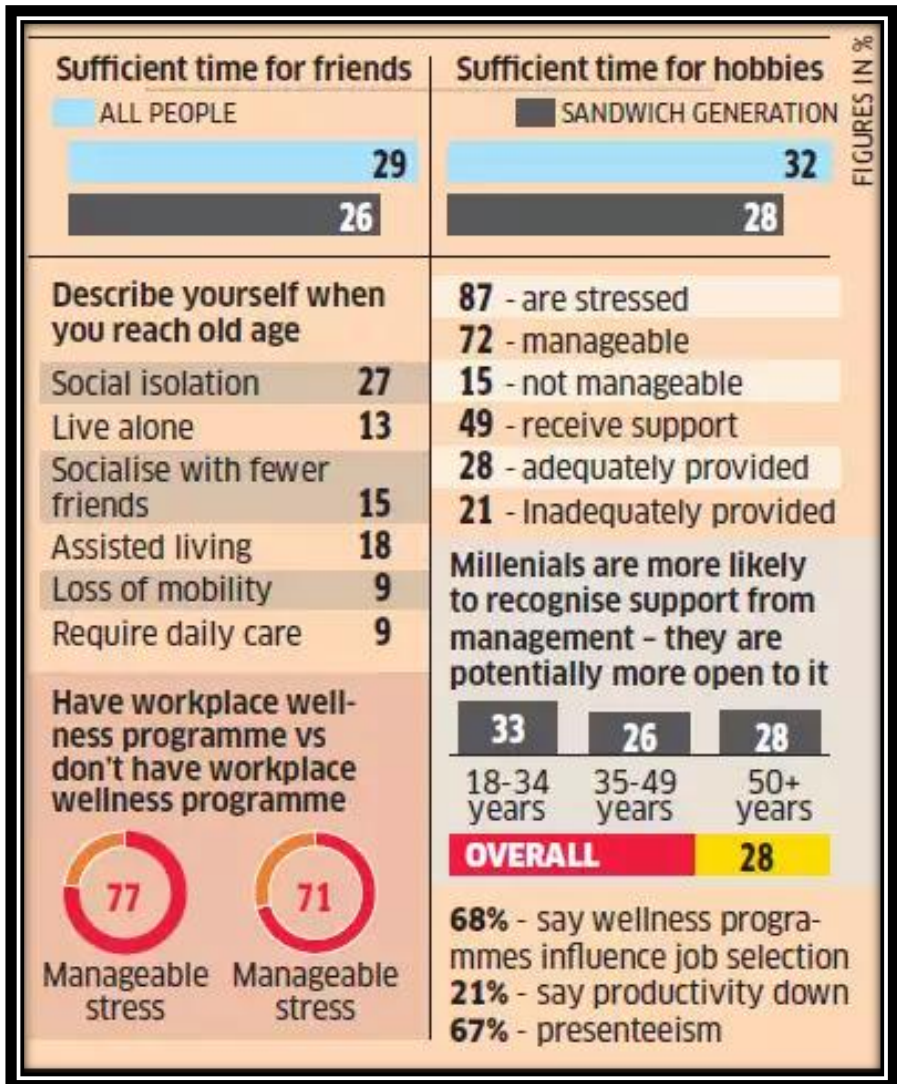 Sufficient time for friends
ALL PEOPLE
29
26
Sufficient time for hobbies
SANDWICH GENERATION
32
28
FIGURES IN %
Describe yourself when
you reach old age
Social isolation 27
Live alone 13
Socialise with fewer
friends 15
Assisted living 18
Loss of mobility 9
Require daily care 9
Have workplace well-
ness programme vs
don't have workplace
wellness programme
77 71
Manageable Manageable
stress stress
87 - are stressed
72 - manageable
15 - not manageable
49 - receive support
28 - adequately provided
21 - Inadequately provided
Millenials are more likely
to recognise support from
management – they are
potentially more open to it
33 26 28
18-34 35-49 50+
years years years
OVERALL 28
68% - say wellness progra-
mmes influence job selection
21% - say productivity down
67% - presenteeism